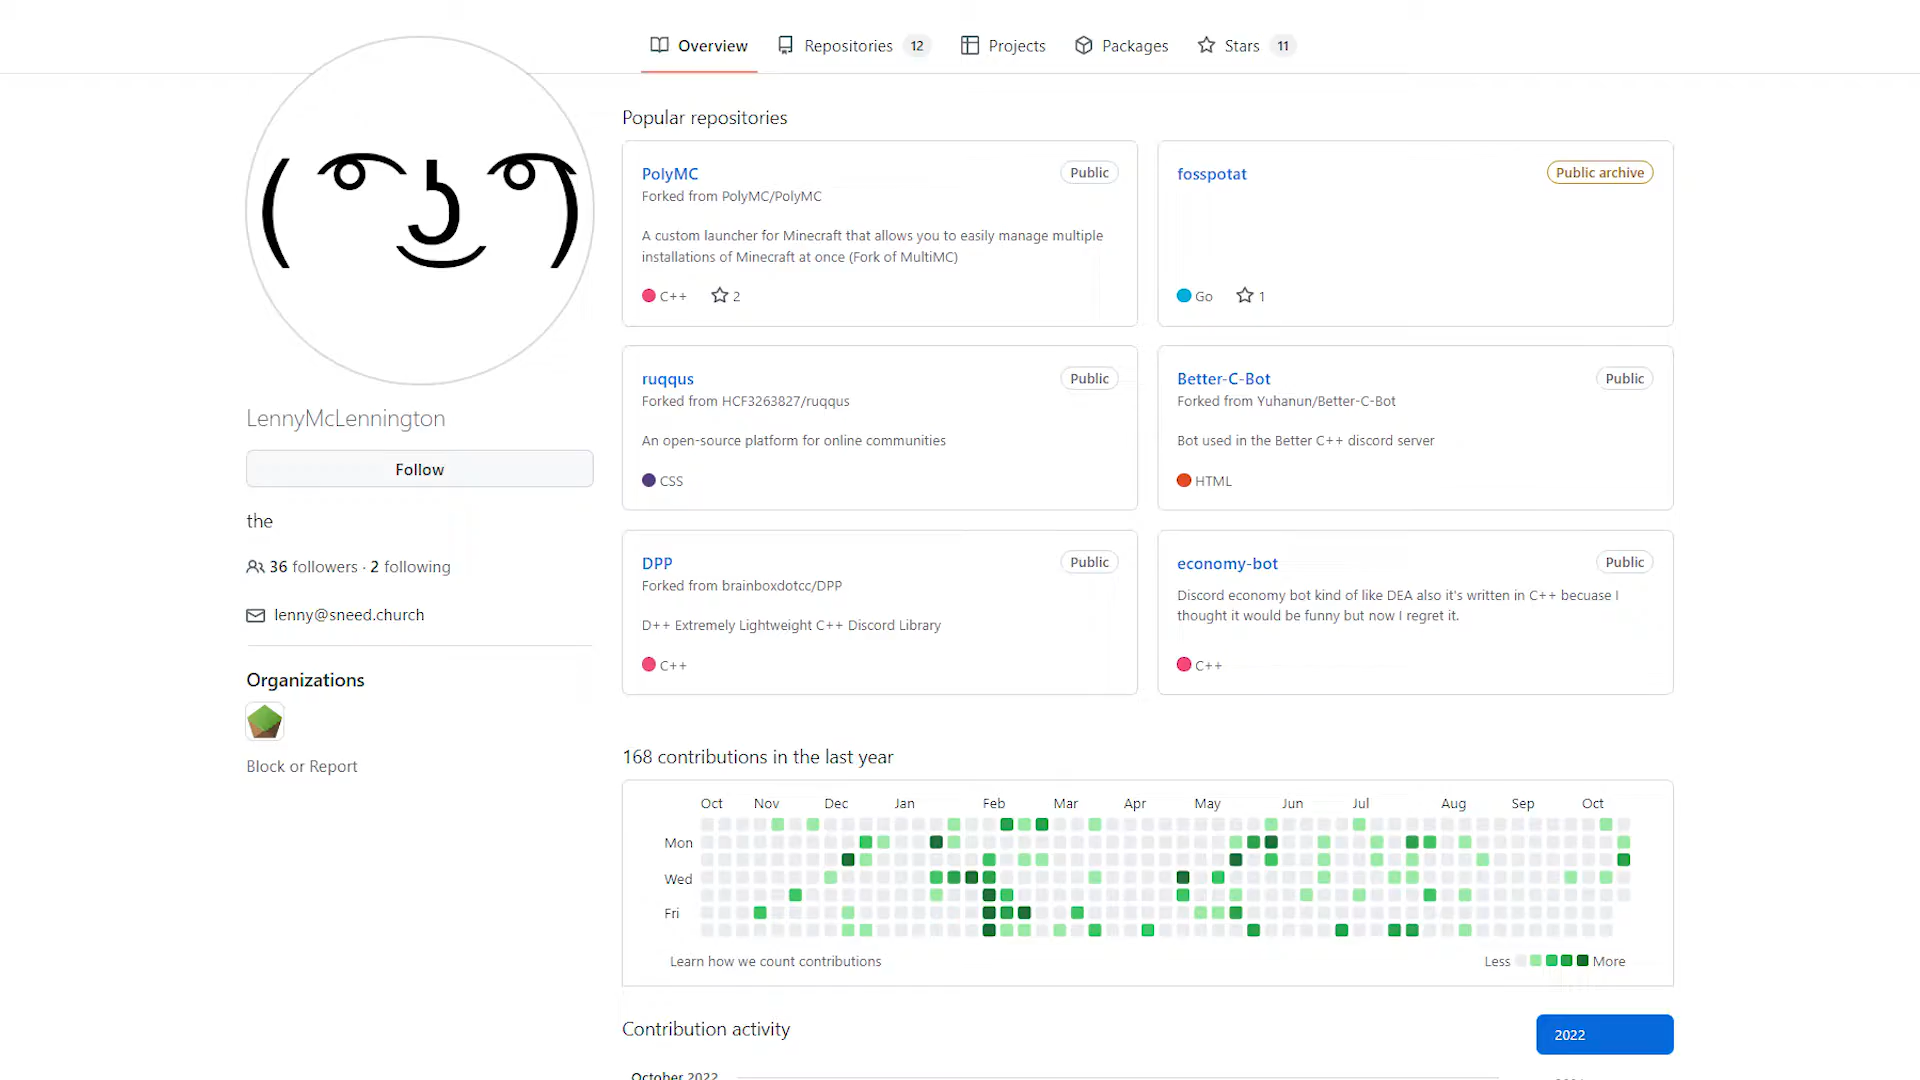 Overview
Repositories 12
Projects
Packages
Stars 11
( ͡° ͜ʖ ͡°)
LennyMcLennington
Follow
the
36 followers · 2 following
lenny@sneed.church
Organizations
Block or Report
Popular repositories
PolyMC
Public
Forked from PolyMC/PolyMC
A custom launcher for Minecraft that allows you to easily manage multiple
installations of Minecraft at once (Fork of MultiMC)
C++ 2
fosspotat
Public archive
Go 1
ruqqus
Public
Forked from HCF3263827/ruqqus
An open-source platform for online communities
CSS
Better-C-Bot
Public
Forked from Yuhanun/Better-C-Bot
Bot used in the Better C++ discord server
HTML
DPP
Public
Forked from brainboxdotcc/DPP
D++ Extremely Lightweight C++ Discord Library
C++
economy-bot
Public
Discord economy bot kind of like DEA also it's written in C++ becuase I
thought it would be funny but now I regret it.
C++
168 contributions in the last year
Oct Nov Dec Jan Feb Mar Apr May Jun Jul Aug Sep Oct
Mon
Wed
Fri
Learn how we count contributions
Less More
Contribution activity
2022
October 2022